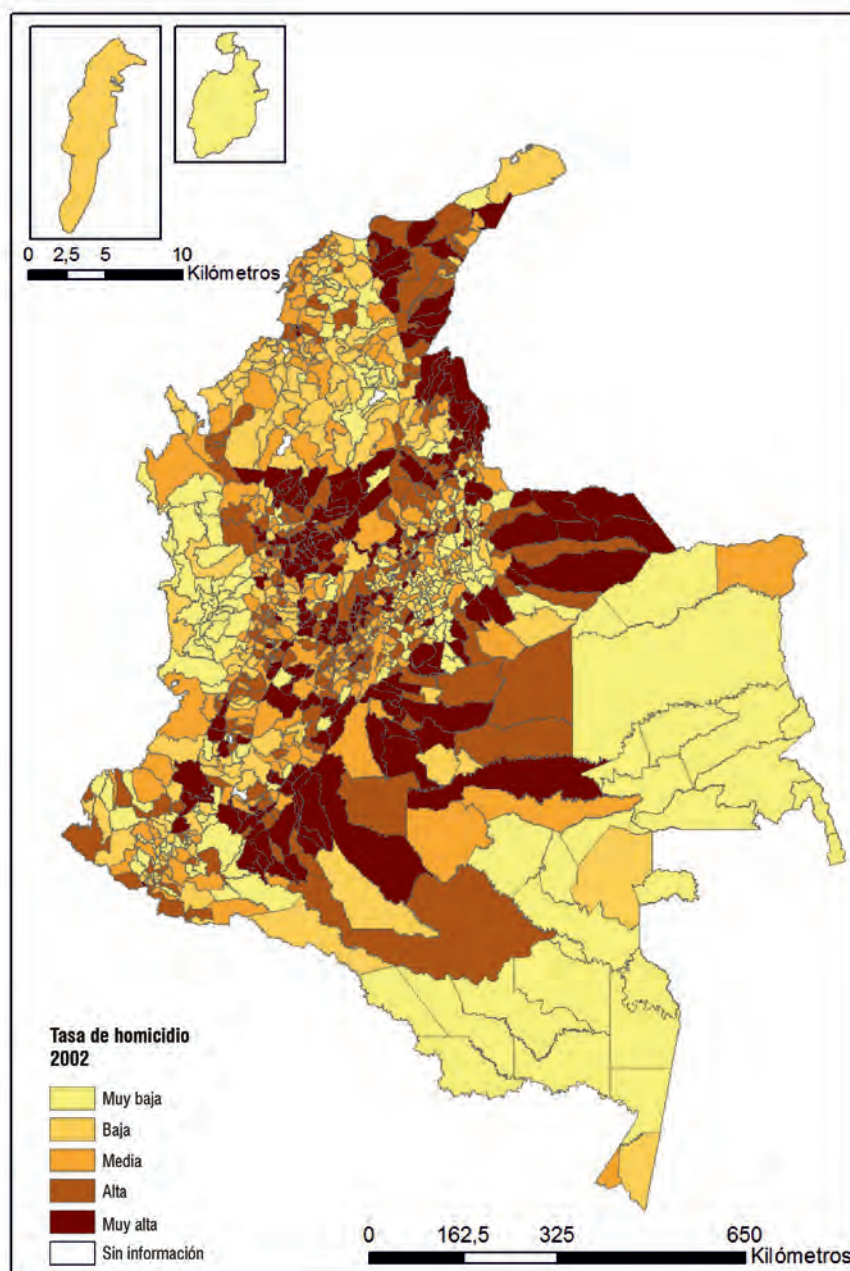 0 2,5 5 10
Kilómetros
Tasa de homicidio
2002
Muy baja
Baja
Media
Alta
Muy alta
Sin información
0 162,5 325 650
Kilómetros